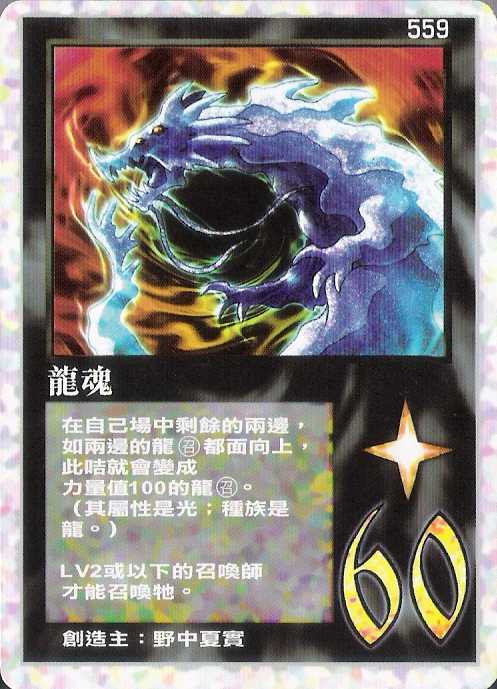 559
龍魂
在自己場中剩餘的兩邊，
如兩邊的龍㊁都面向上，
此咭就會變成
力量值100的龍召。
（其屬性是光；種族是
龍。）
LV2或以下的召喚師
才能召喚牠。
60
創造主：野中夏實